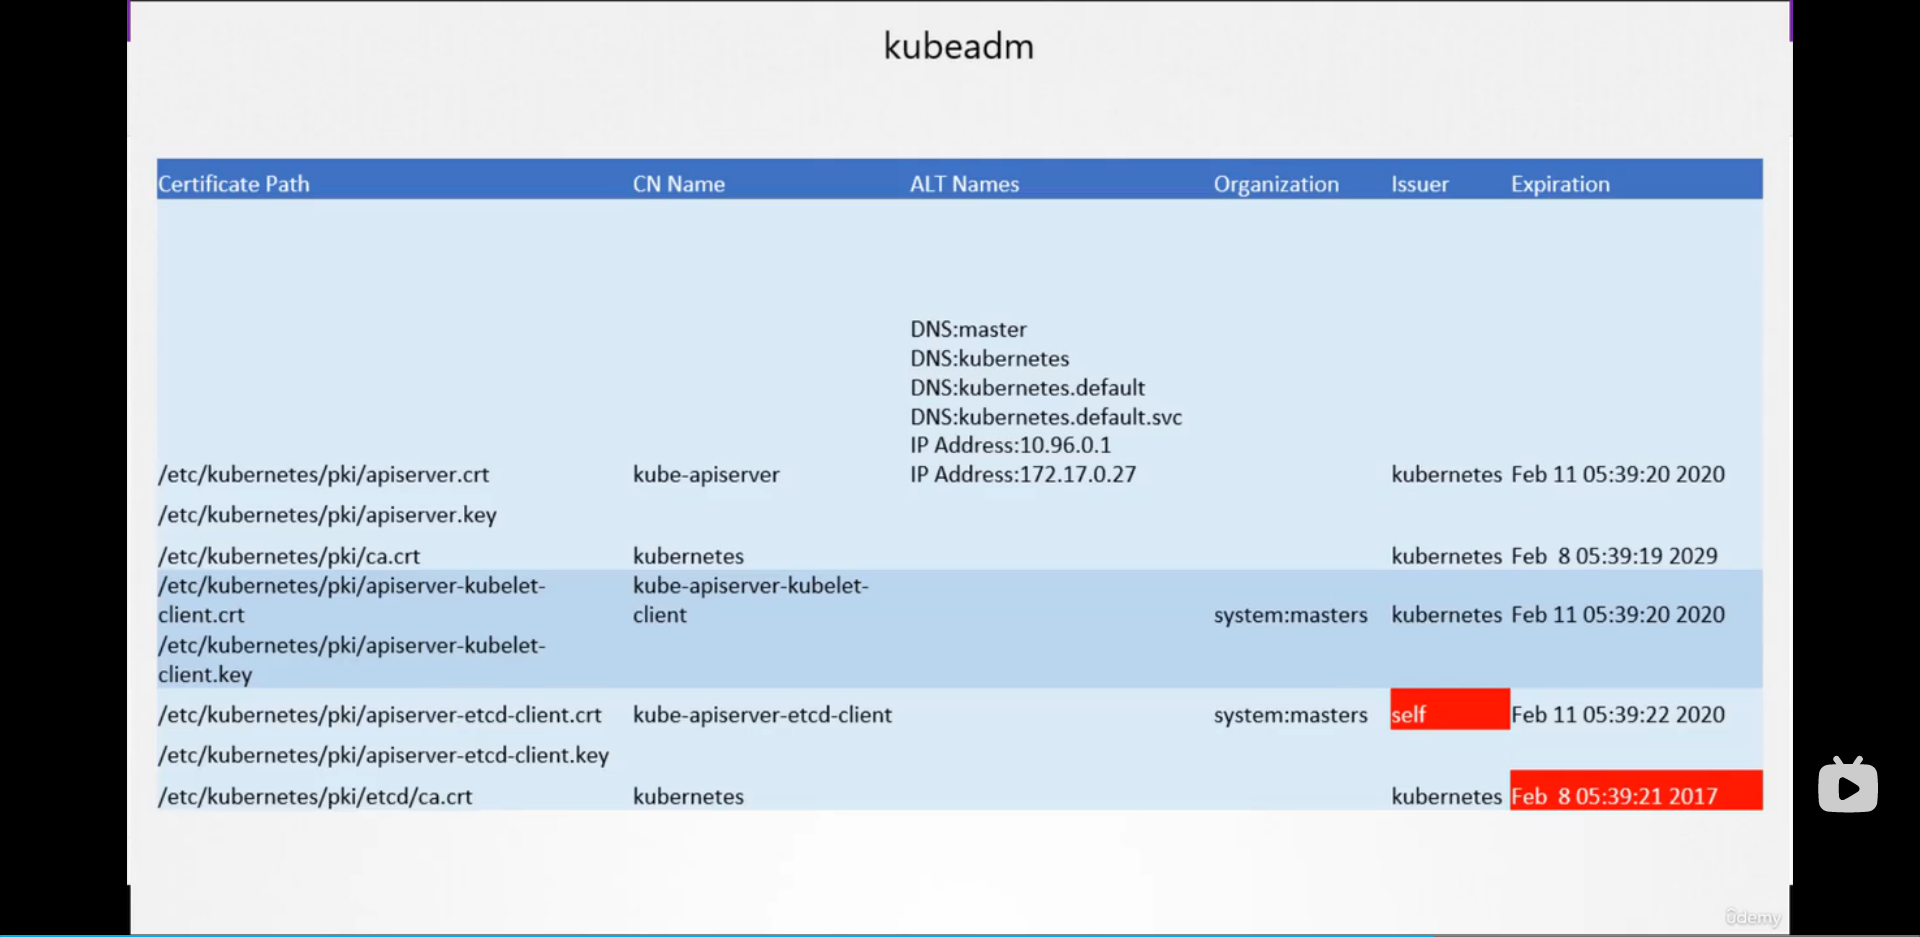 kubeadm
Certificate Path CN Name ALT Names Organization Issuer Expiration
DNS:master
DNS:kubernetes
DNS:kubernetes.default
DNS:kubernetes.default.svc
IP Address:10.96.0.1
/etc/kubernetes/pki/apiserver.crt kube-apiserver IP Address:172.17.0.27 kubernetes Feb 11 05:39:20 2020
/etc/kubernetes/pki/apiserver.key
/etc/kubernetes/pki/ca.crt kubernetes kubernetes Feb 8 05:39:19 2029
/etc/kubernetes/pki/apiserver-kubelet- kube-apiserver-kubelet-
client.crt client system:masters kubernetes Feb 11 05:39:20 2020
/etc/kubernetes/pki/apiserver-kubelet-
client.key
/etc/kubernetes/pki/apiserver-etcd-client.crt kube-apiserver-etcd-client system:masters self Feb 11 05:39:22 2020
/etc/kubernetes/pki/apiserver-etcd-client.key
/etc/kubernetes/pki/etcd/ca.crt kubernetes kubernetes Feb 8 05:39:21 2017
ûdemy